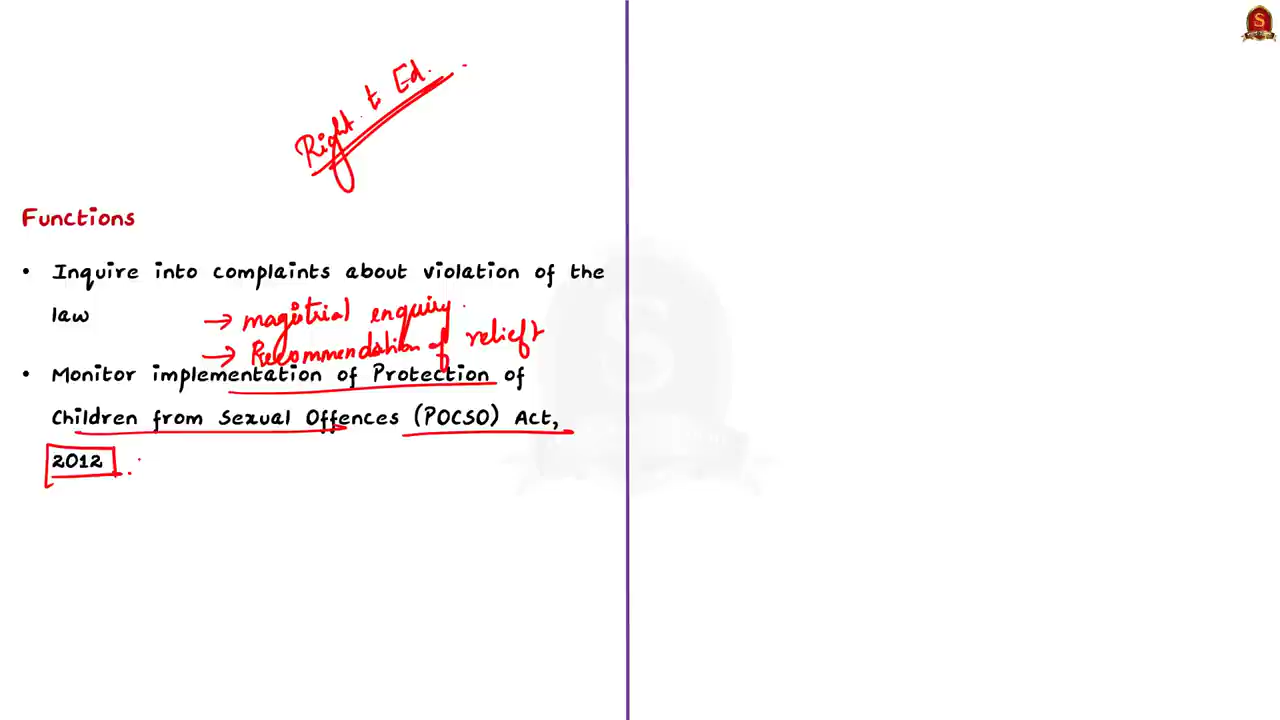 Right to Ed.
Functions
• Inquire into complaints about violation of the
law
→ magistrial enquiry.
→ Recommendation of relieft
• Monitor implementation of Protection of
Children from Sexual Offences (POCSO) Act,
2012
S